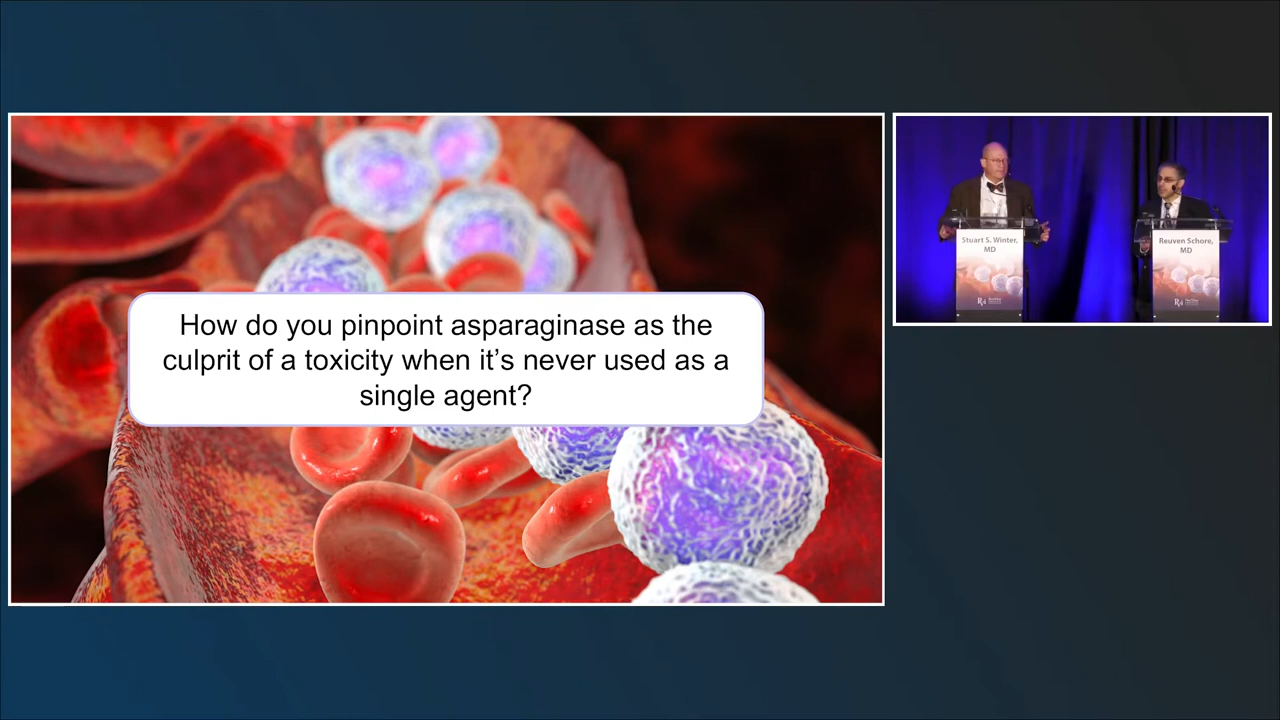 How do you pinpoint asparaginase as the
culprit of a toxicity when it’s never used as a
single agent?
Stuart S. Winter,
MD
Reuven Schore,
MD